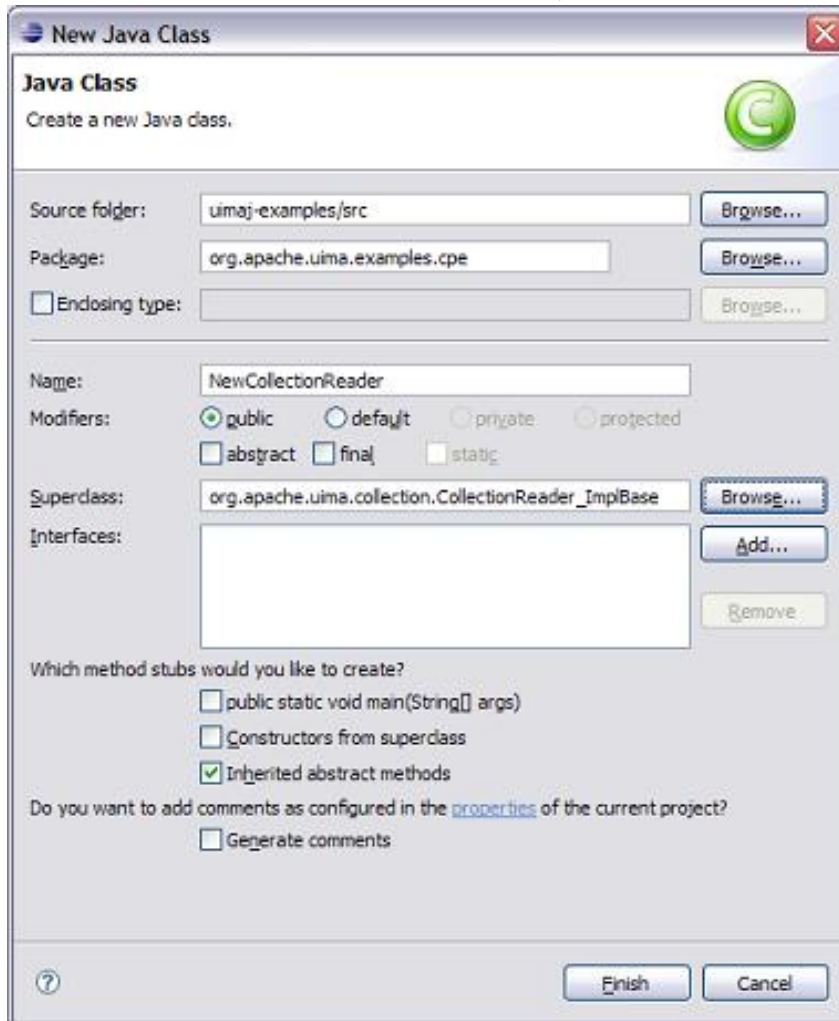 New Java Class
Java Class
Create a new Java class.
C
Source folder: uimaj-examples/src Browse...
Package: org.apache.uima.examples.cpe Browse...
Enclosing type: Browse...
Name: NewCollectionReader
Modifiers: public default private protected
abstract final static
Superclass: org.apache.uima.collection.CollectionReader_ImplBase Browse...
Interfaces: Add...
Remove
Which method stubs would you like to create?
public static void main(String[] args)
Constructors from superclass
Inherited abstract methods
Do you want to add comments as configured in the properties of the current project?
Generate comments
? Finish Cancel